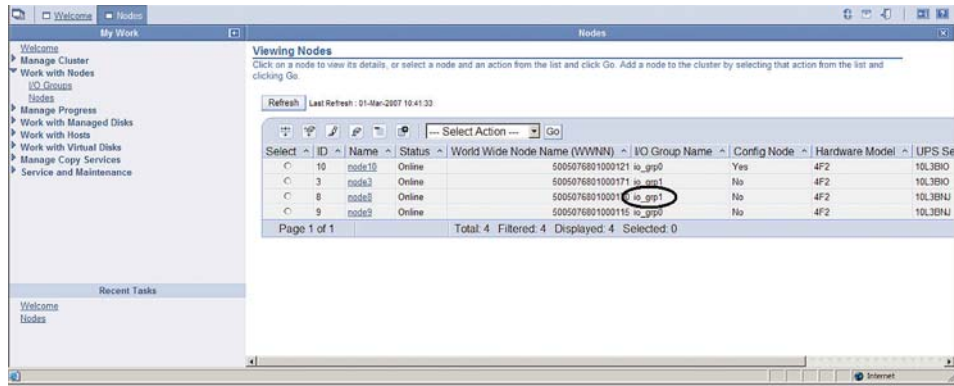 Welcome
Nodes
My Work
Nodes
Welcome
Manage Cluster
Work with Nodes
I/O Groups
Nodes
Manage Progress
Work with Managed Disks
Work with Hosts
Work with Virtual Disks
Manage Copy Services
Service and Maintenance
Recent Tasks
Welcome
Nodes
Viewing Nodes
Click on a node to view its details, or select a node and an action from the list and click Go. Add a node to the cluster by selecting that action from the list and
clicking Go.
Refresh Last Refresh : 01-Mar-2007 10:41:33
--- Select Action --- Go
Select ID Name Status World Wide Node Name (WWNN) I/O Group Name Config Node Hardware Model UPS Se
10 node10 Online 5005076801000121 io_grp0 Yes 4F2 10L3BIO
3 node3 Online 5005076801000171 io_grp1 No 4F2 10L3BIO
8 node8 Online io_grp1 No 4F2 10L3BNJ
9 node9 Online 5005076801000115 io_grp0 No 4F2 10L3BNJ
Page 1 of 1 Total: 4 Filtered: 4 Displayed: 4 Selected: 0
Internet